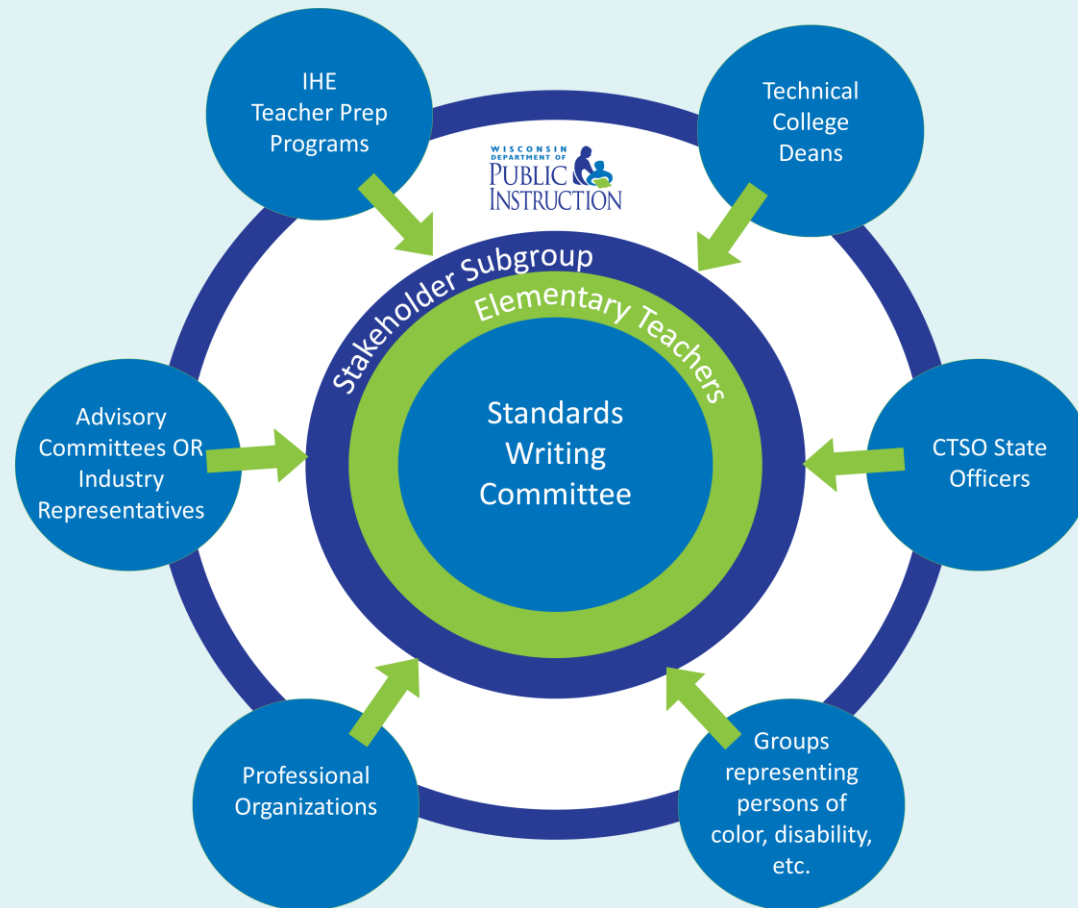 IHE
Teacher Prep
Programs
Technical
College
Deans
WISCONSIN
DEPARTMENT OF
PUBLIC
INSTRUCTION
Stakeholder Subgroup
Elementary Teachers
Standards
Writing
Committee
Advisory
Committees OR
Industry
Representatives
CTSO State
Officers
Professional
Organizations
Groups
representing
persons of
color, disability,
etc.